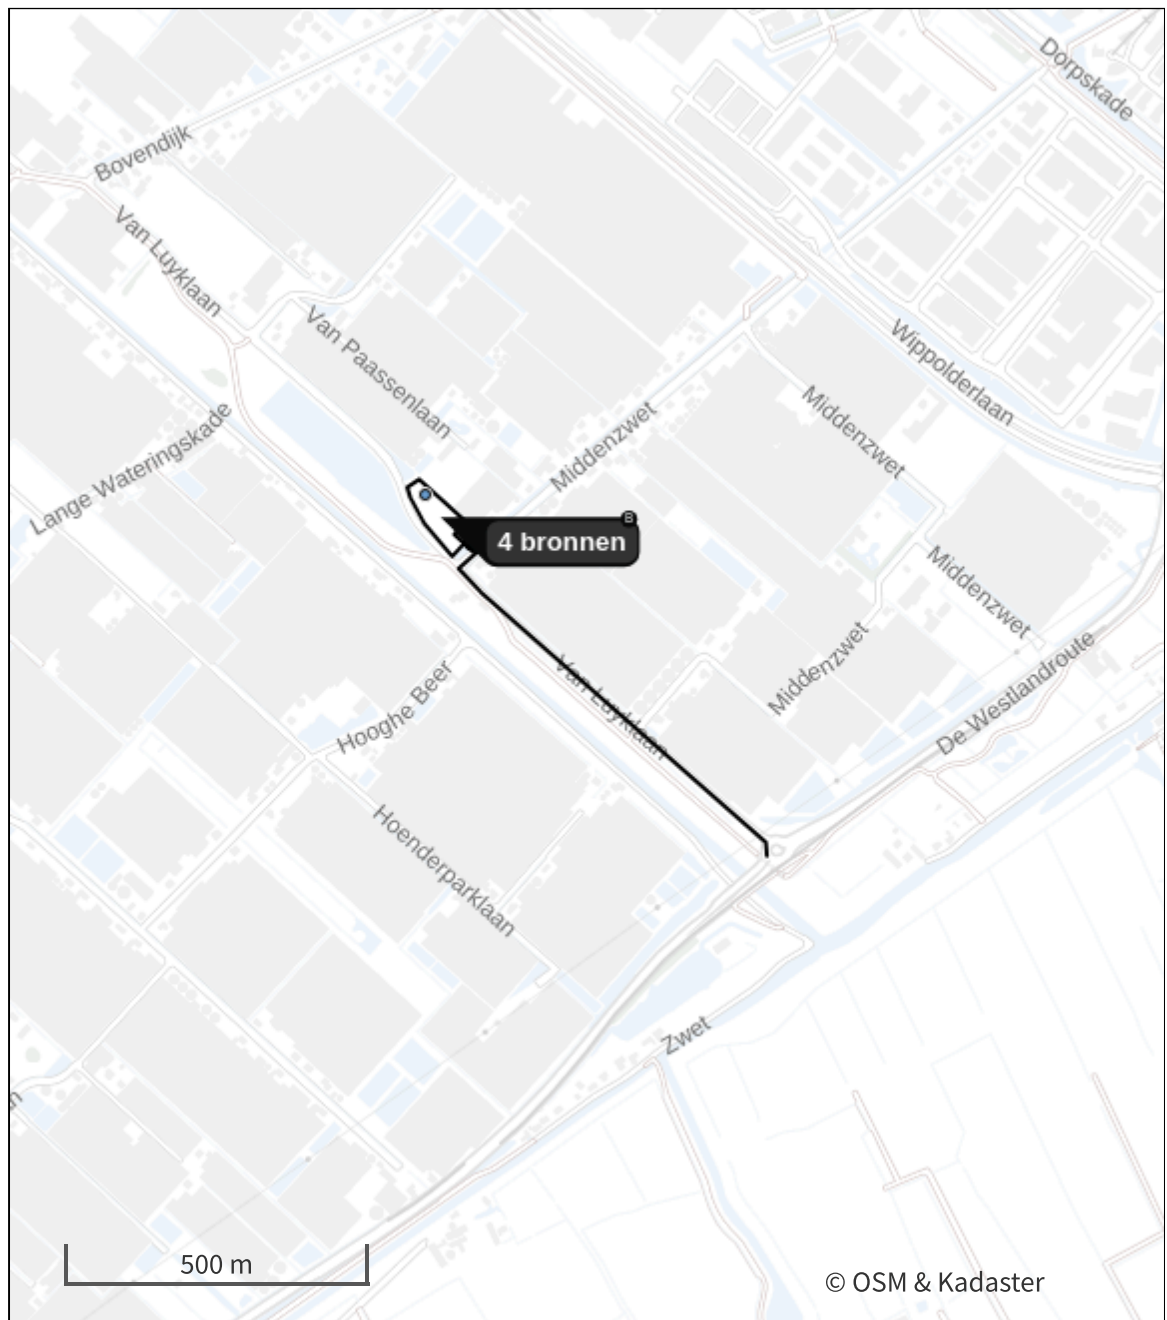 Dorpskade
Bovendijk
Van Luyklaan
Van Paassenlaan
Wippolderlaan
Middenzwet
Middenzwet
Lange Wateringskade
B
4 bronnen
Middenzwet
Middenzwet
Van Luyklaan
De Westlandroute
Hooghe Beer
Hoenderparklaan
Zwet
500 m
© OSM & Kadaster